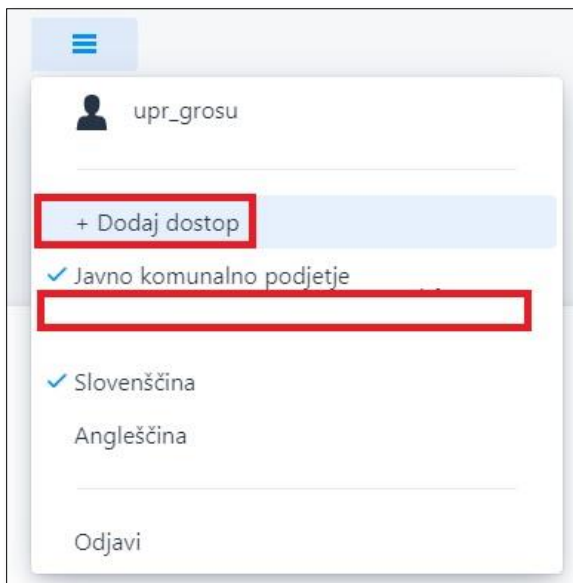 upr_grosu
+ Dodaj dostop
Javno komunalno podjetje
Slovenščina
Angleščina
Odjavi